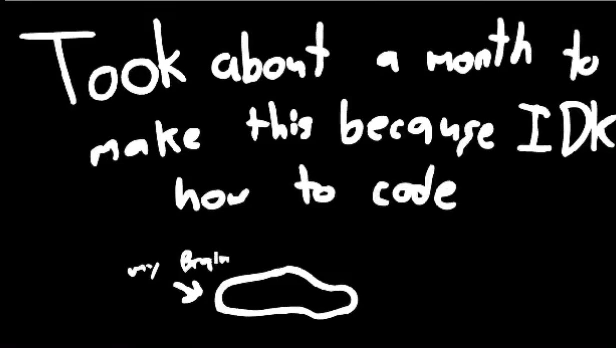 Took about a month to
make this because IDK
how to code
my Brain